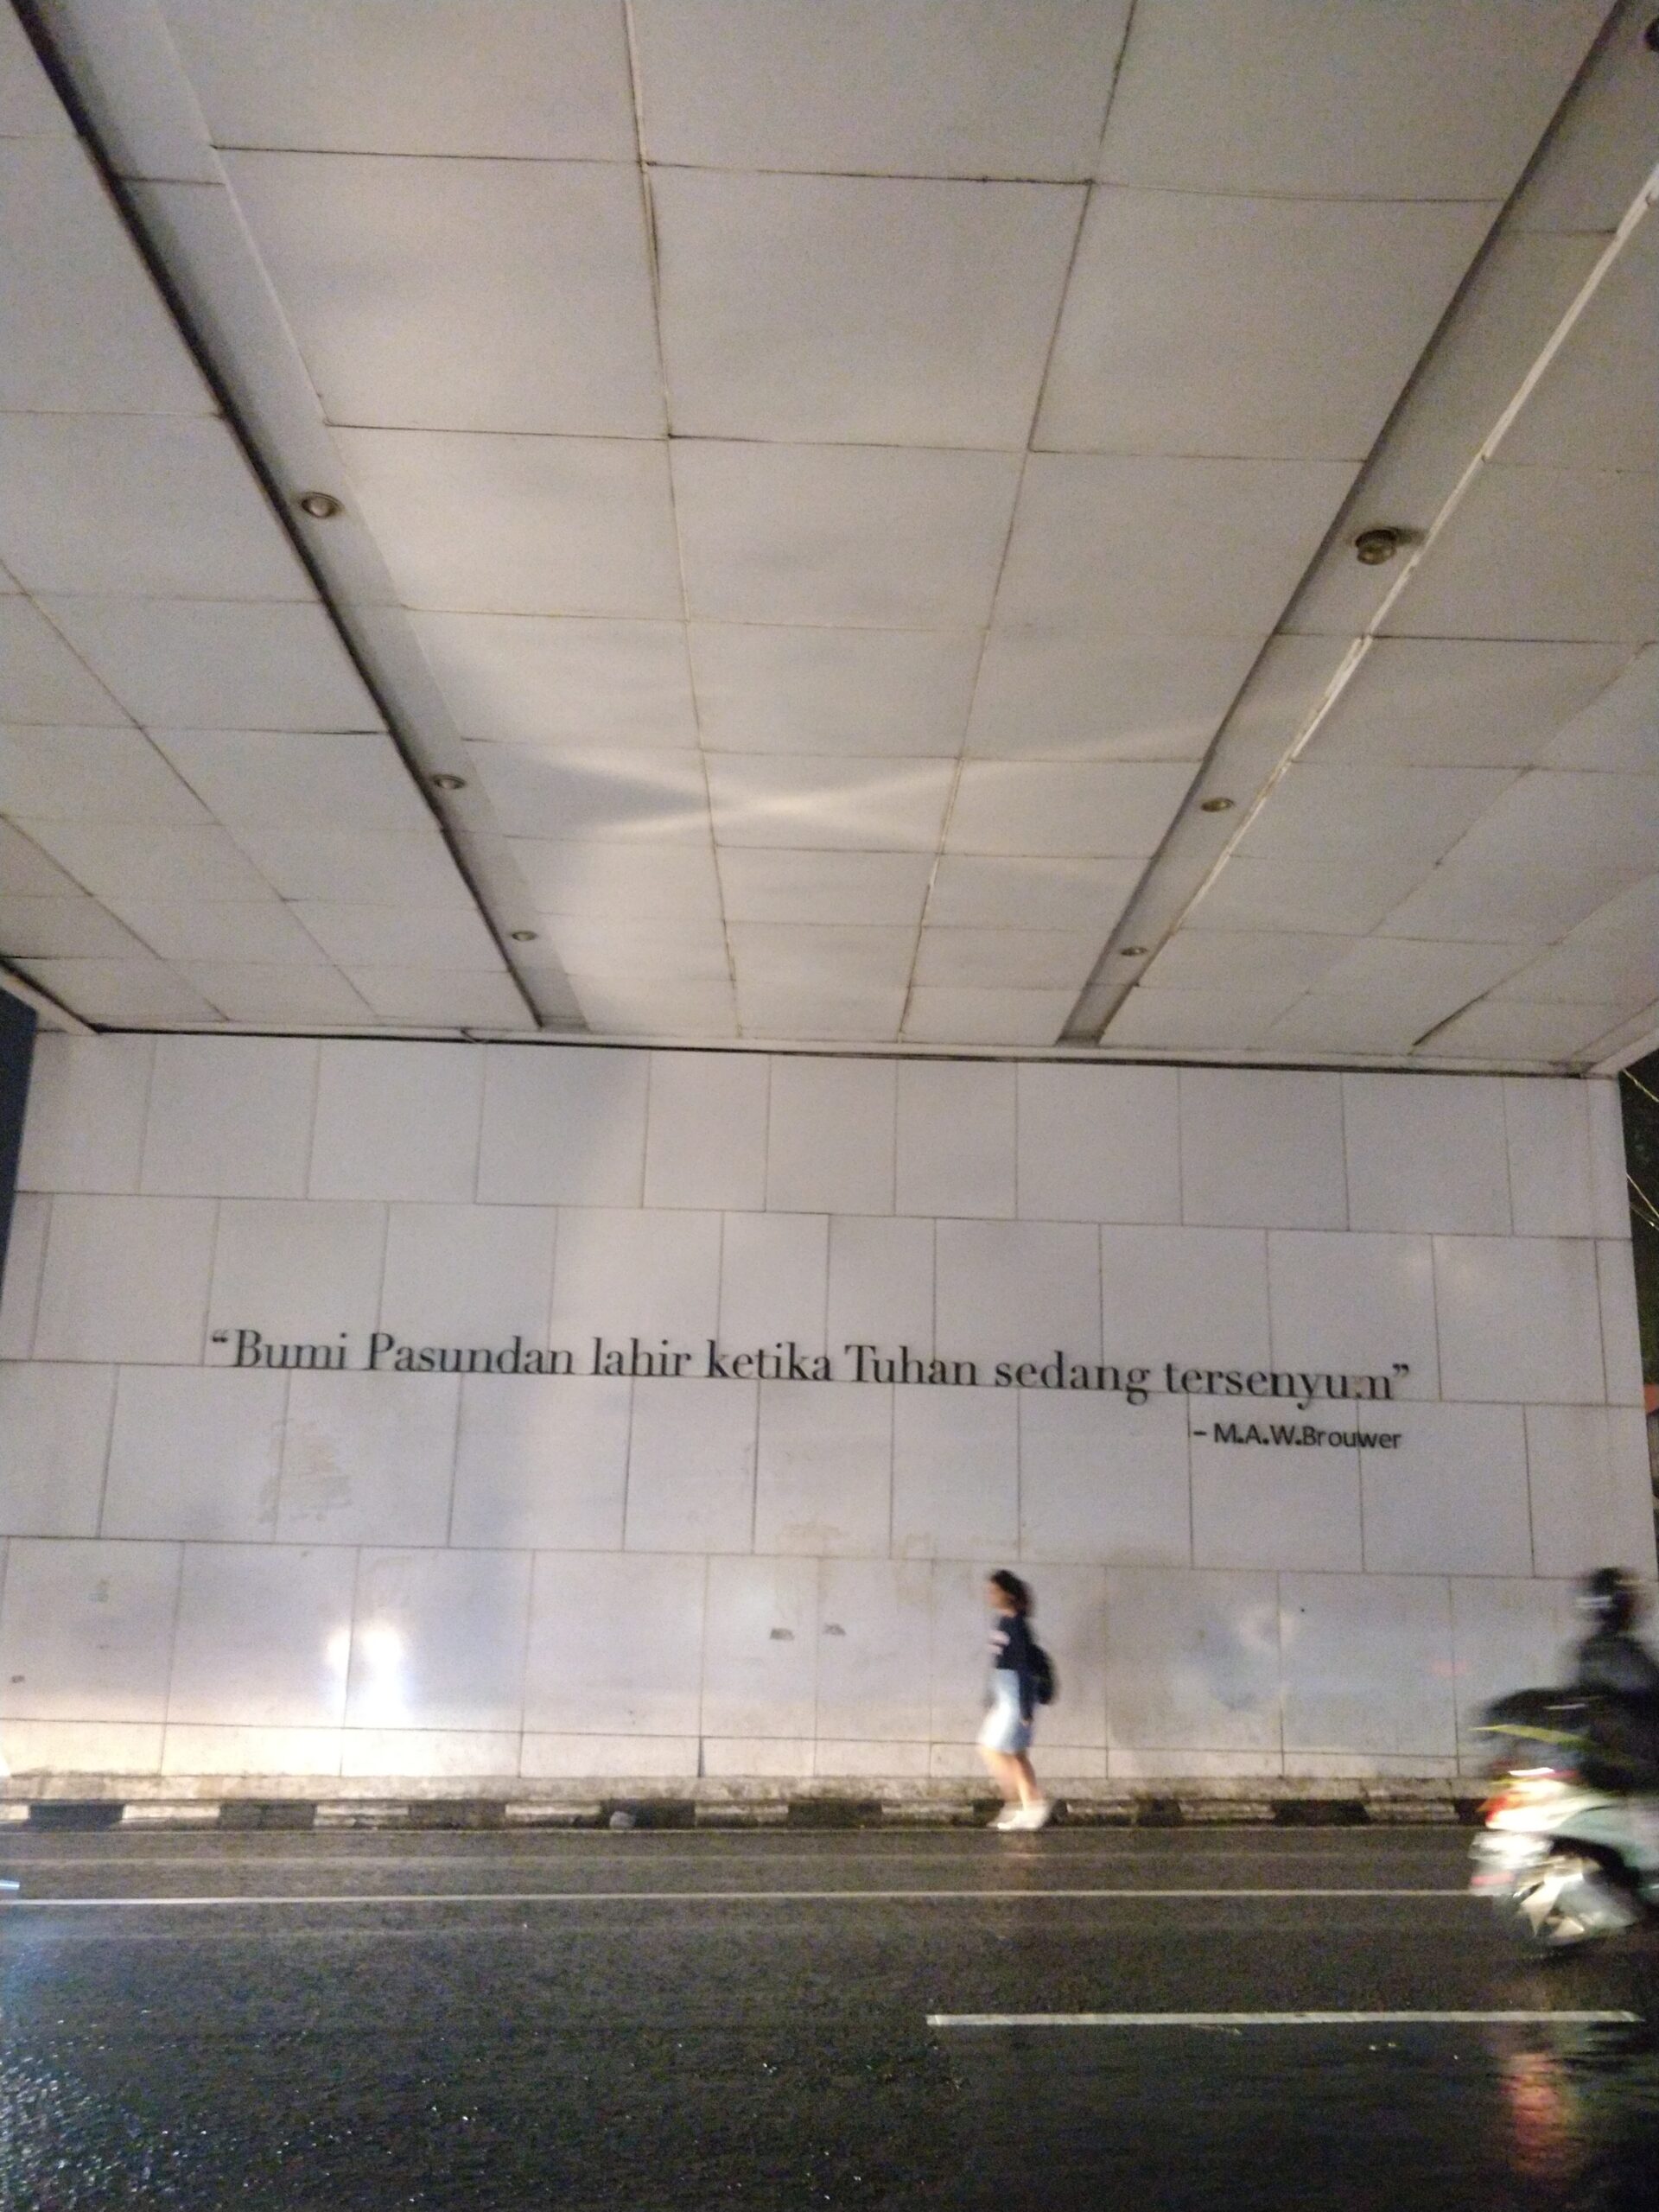 “Bumi Pasundan lahir ketika Tuhan sedang tersenyum”
– M.A.W.Brouwer